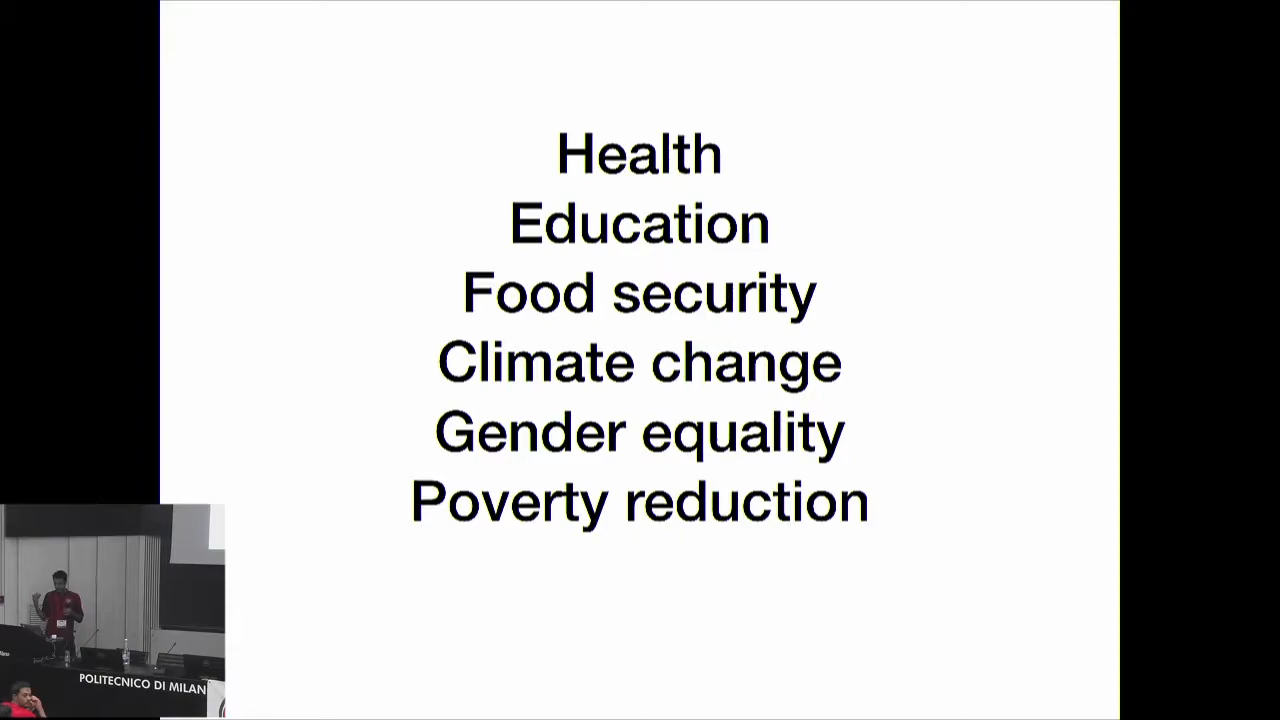 Health
Education
Food security
Climate change
Gender equality
Poverty reduction
POLITECNICO DI MILAN